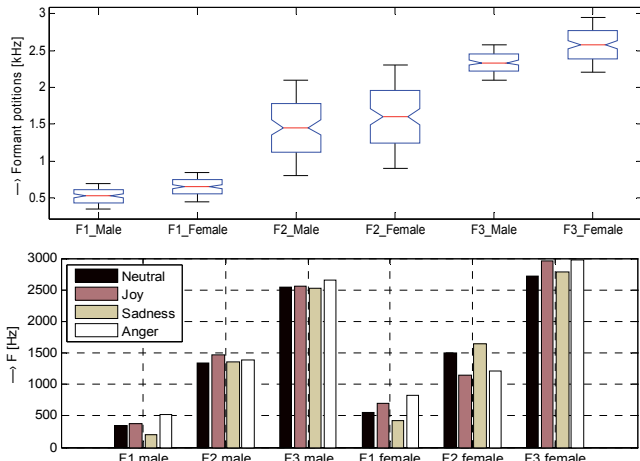 —> Formant potitions [kHz]
3
2.5
2
1.5
1
0.5
F1_Male F1_Female F2_Male F2_Female F3_Male F3_Female
—> F [Hz]
3000
2500
2000
1500
1000
500
0
Neutral
Joy
Sadness
Anger
F1 male F2 male F3 male F1 female F2 female F3 female